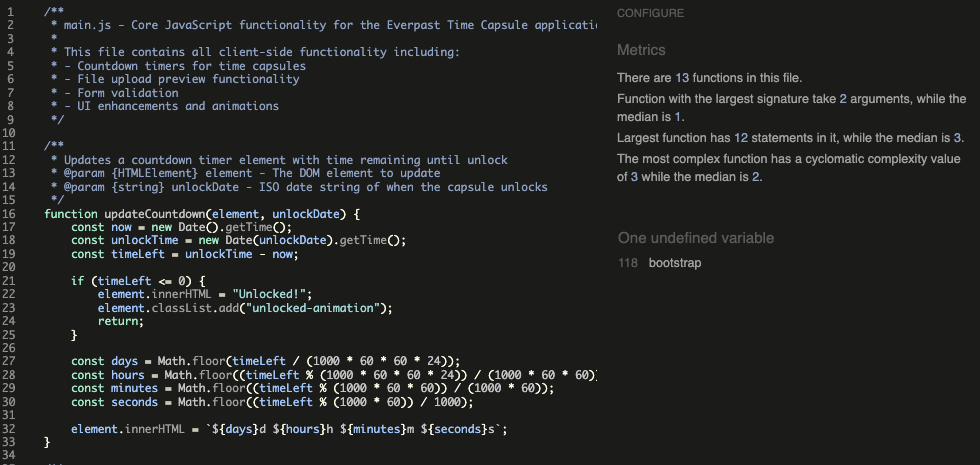 1 /**
2  * main.js - Core JavaScript functionality for the Everpast Time Capsule
3  *
4  * This file contains all client-side functionality including:
5  * - Countdown timers for time capsules
6  * - File upload preview functionality
7  * - Form validation
8  * - UI enhancements and animations
9  */
10
11 /**
12  * Updates a countdown timer element with time remaining until unlock
13  * @param {HTMLElement} element - The DOM element to update
14  * @param {string} unlockDate - ISO date string of when the capsule unlocks
15  */
16 function updateCountdown(element, unlockDate) {
17     const now = new Date().getTime();
18     const unlockTime = new Date(unlockDate).getTime();
19     const timeLeft = unlockTime - now;
20
21     if (timeLeft <= 0) {
22         element.innerHTML = "Unlocked!";
23         element.classList.add("unlocked-animation");
24         return;
25     }
26
27     const days = Math.floor(timeLeft / (1000 * 60 * 60 * 24));
28     const hours = Math.floor((timeLeft % (1000 * 60 * 60 * 24)) / (1000 * 60 * 60)
29     const minutes = Math.floor((timeLeft % (1000 * 60 * 60)) / (1000 * 60));
30     const seconds = Math.floor((timeLeft % (1000 * 60)) / 1000);
31
32     element.innerHTML = `${days}d ${hours}h ${minutes}m ${seconds}s`;
33 }
34
CONFIGURE
Metrics
There are 13 functions in this file.
Function with the largest signature take 2 arguments, while the
median is 1.
Largest function has 12 statements in it, while the median is 3.
The most complex function has a cyclomatic complexity value
of 3 while the median is 2.
One undefined variable
118 bootstrap